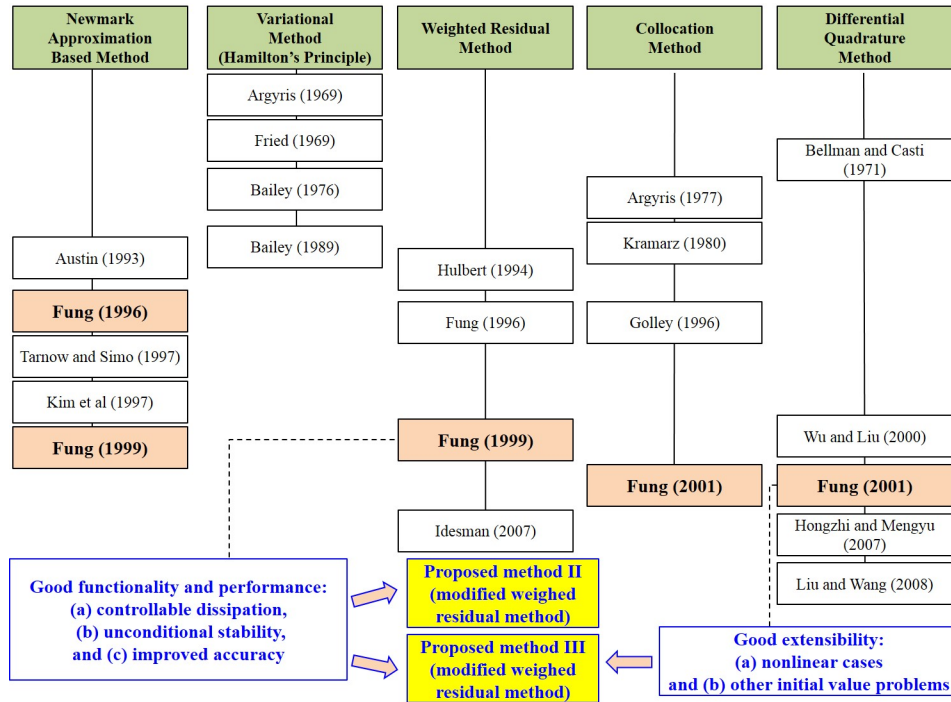 Newmark
Approximation
Based Method
Variational
Method
(Hamilton's Principle)
Weighted Residual
Method
Collocation
Method
Differential
Quadrature
Method
Austin (1993)
Fung (1996)
Tarnow and Simo (1997)
Kim et al (1997)
Fung (1999)
Argyris (1969)
Fried (1969)
Bailey (1976)
Bailey (1989)
Hulbert (1994)
Fung (1996)
Fung (1999)
Idesman (2007)
Argyris (1977)
Kramarz (1980)
Golley (1996)
Fung (2001)
Bellman and Casti
(1971)
Wu and Liu (2000)
Fung (2001)
Hongzhi and Mengyu
(2007)
Liu and Wang (2008)
Good functionality and performance:
(a) controllable dissipation,
(b) unconditional stability,
and (c) improved accuracy
Proposed method II
(modified weighed
residual method)
Proposed method III
(modified weighed
residual method)
Good extensibility:
(a) nonlinear cases
and (b) other initial value problems